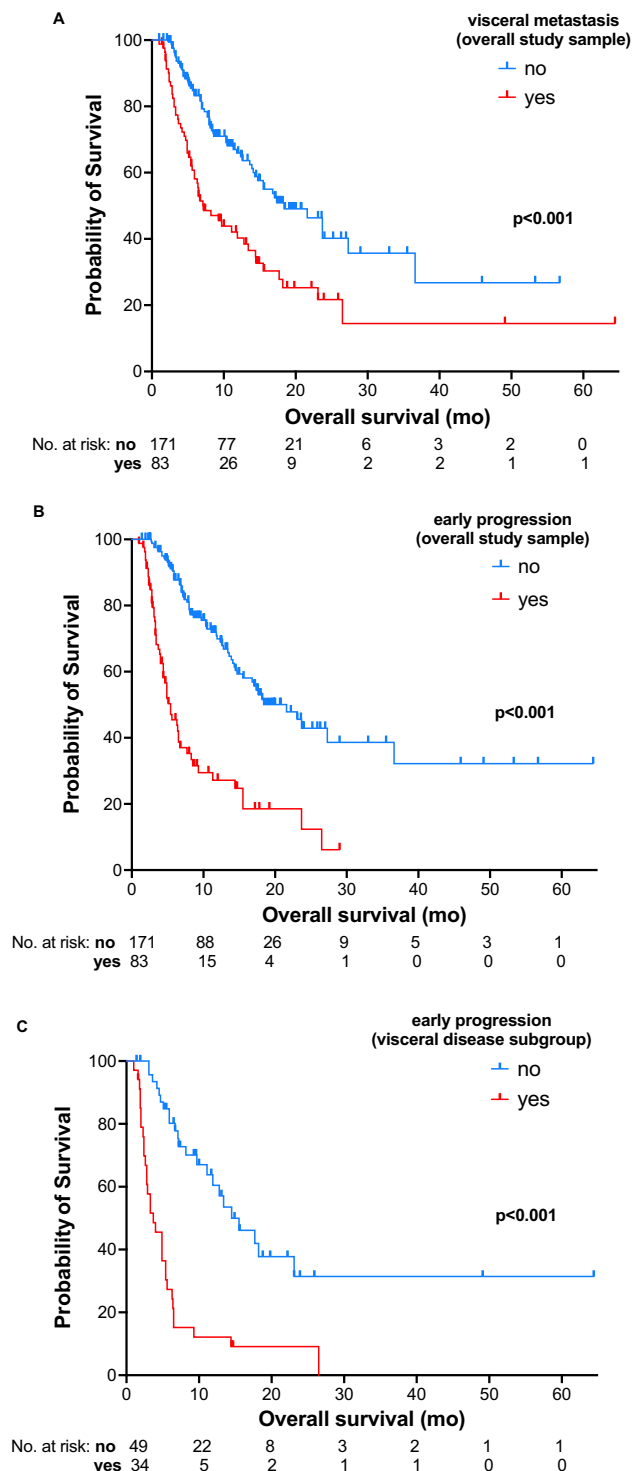 A
visceral metastasis
(overall study sample)
no
yes
p<0.001
Probability of Survival
100
80
60
40
20
0
0 10 20 30 40 50 60
Overall survival (mo)
No. at risk: no 171 77 21 6 3 2 0
yes 83 26 9 2 2 1 1
B
early progression
(overall study sample)
no
yes
p<0.001
Probability of Survival
100
80
60
40
20
0
0 10 20 30 40 50 60
Overall survival (mo)
No. at risk: no 171 88 26 9 5 3 1
yes 83 15 4 1 0 0 0
C
early progression
(visceral disease subgroup)
no
yes
p<0.001
Probability of Survival
100
80
60
40
20
0
0 10 20 30 40 50 60
Overall survival (mo)
No. at risk: no 49 22 8 3 2 1 1
yes 34 5 2 1 1 0 0